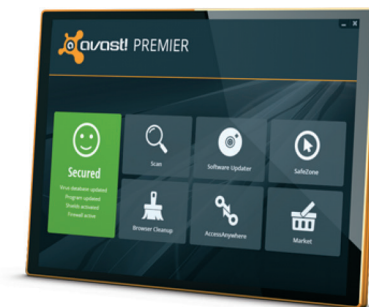 avast! PREMIER
Secured
Virus database updated
Program updated
Shields activated
Firewall active
Scan
Software Updater
SafeZone
Browser Cleanup
AccessAnywhere
Market